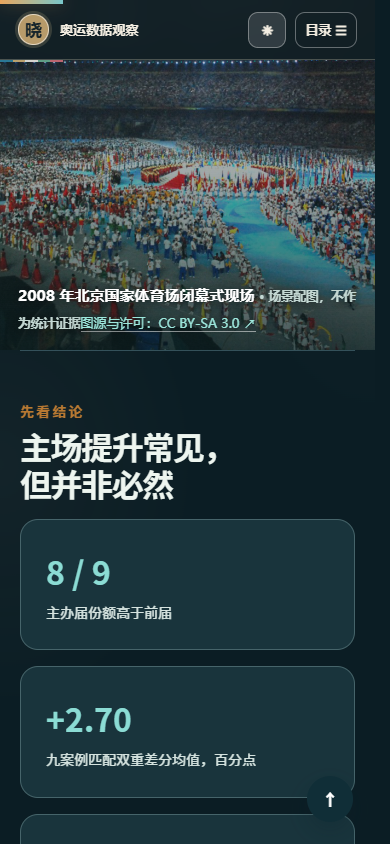 晓 奥运数据观察 目录
2008 年北京国家体育场闭幕式现场 • 场景配图，不作
为统计证据图源与许可：CC BY-SA 3.0 ↗
先看结论
主场提升常见，
但并非必然
8 / 9
主办届份额高于前届
+2.70
九案例匹配双重差分均值，百分点
↑